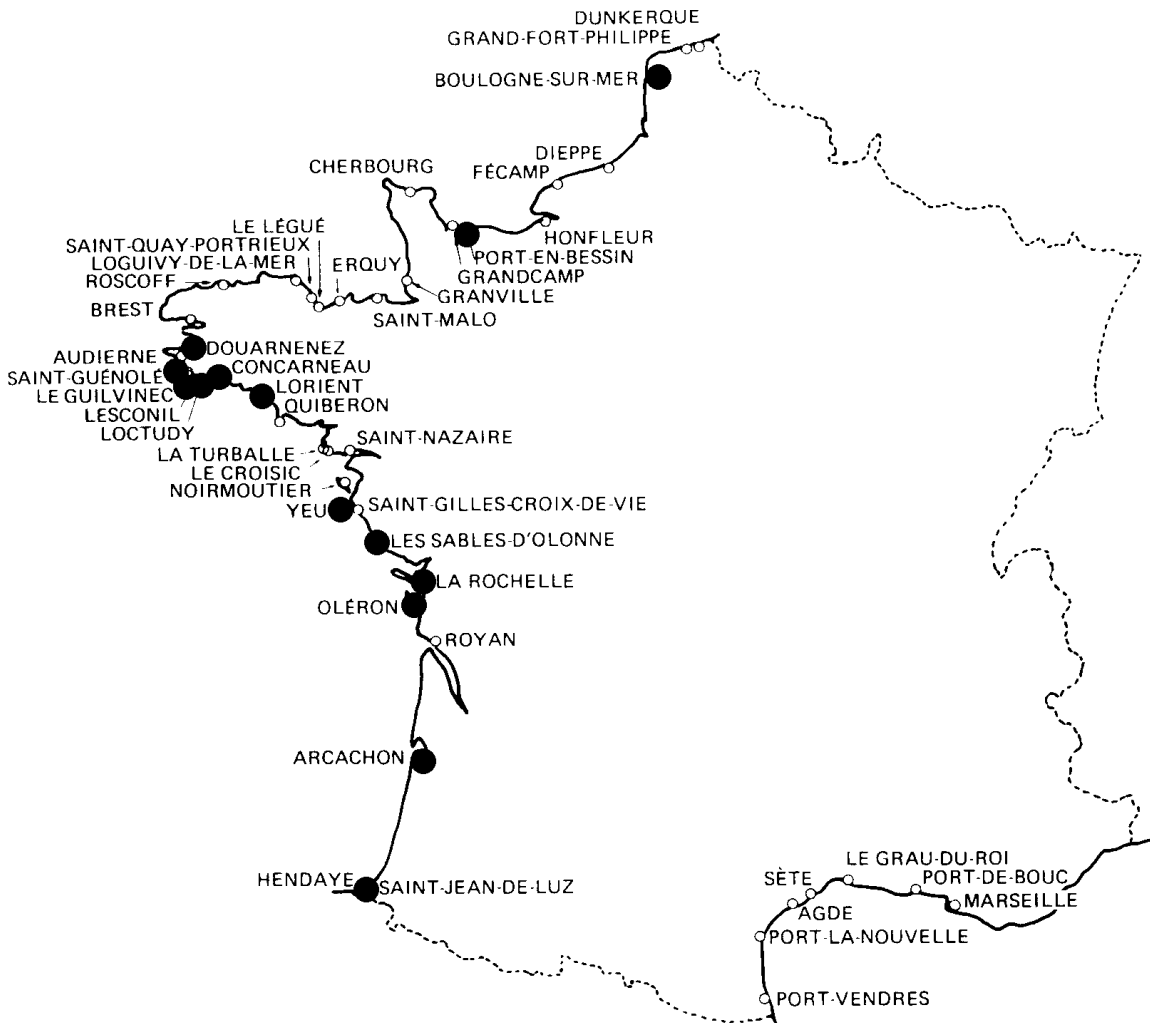 DUNKERQUE
GRAND-FORT-PHILIPPE
BOULOGNE-SUR-MER
DIEPPE
FÉCAMP
CHERBOURG
HONFLEUR
PORT-EN-BESSIN
GRANDCAMP
GRANVILLE
LE LÉGUÉ
SAINT-QUAY-PORTRIEUX
LOGUIVY-DE-LA-MER
ERQUY
ROSCOFF
SAINT-MALO
BREST
DOUARNENEZ
AUDIERNE
CONCARNEAU
SAINT-GUÉNOLÉ
LORIENT
LE GUILVINEC
QUIBERON
LESCONIL
LOCTUDY
SAINT-NAZAIRE
LA TURBALLE
LE CROISIC
NOIRMOUTIER
YEU
SAINT-GILLES-CROIX-DE-VIE
LES SABLES-D'OLONNE
LA ROCHELLE
OLÉRON
ROYAN
ARCACHON
HENDAYE
SAINT-JEAN-DE-LUZ
LE GRAU-DU-ROI
SÈTE
PORT-DE-BOUC
AGDE
MARSEILLE
PORT-LA-NOUVELLE
PORT-VENDRES